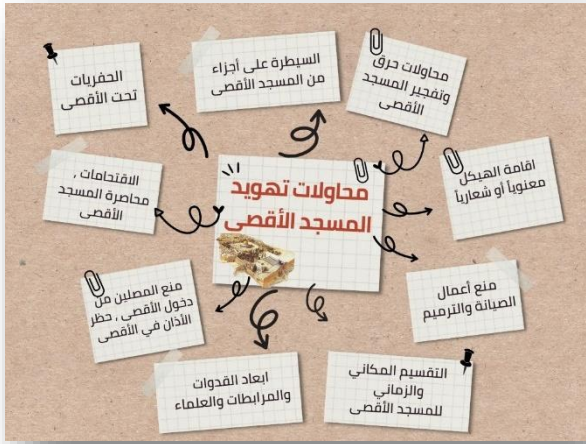 محاولات تهويد
المسجد الأقصى
محاولات حرق
وتفجير المسجد
الأقصى
السيطرة على أجزاء
من المسجد الأقصى
الحفريات
تحت الأقصى
اقامة الهيكل
معنوياً أو شعارياً
الاقتحامات ,
محاصرة المسجد
الأقصى
منع أعمال
الصيانة والترميم
منع المصلين من
دخول الأقصى , حظر
الأذان في الأقصى
التقسيم المكاني
والزماني
للمسجد الأقصى
ابعاد القدوات
والمرابطات والعلماء